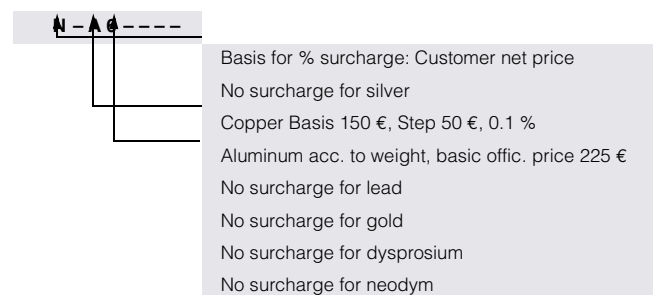 N – A 6 – – – –
Basis for % surcharge: Customer net price
No surcharge for silver
Copper Basis 150 €, Step 50 €, 0.1 %
Aluminum acc. to weight, basic offic. price 225 €
No surcharge for lead
No surcharge for gold
No surcharge for dysprosium
No surcharge for neodym